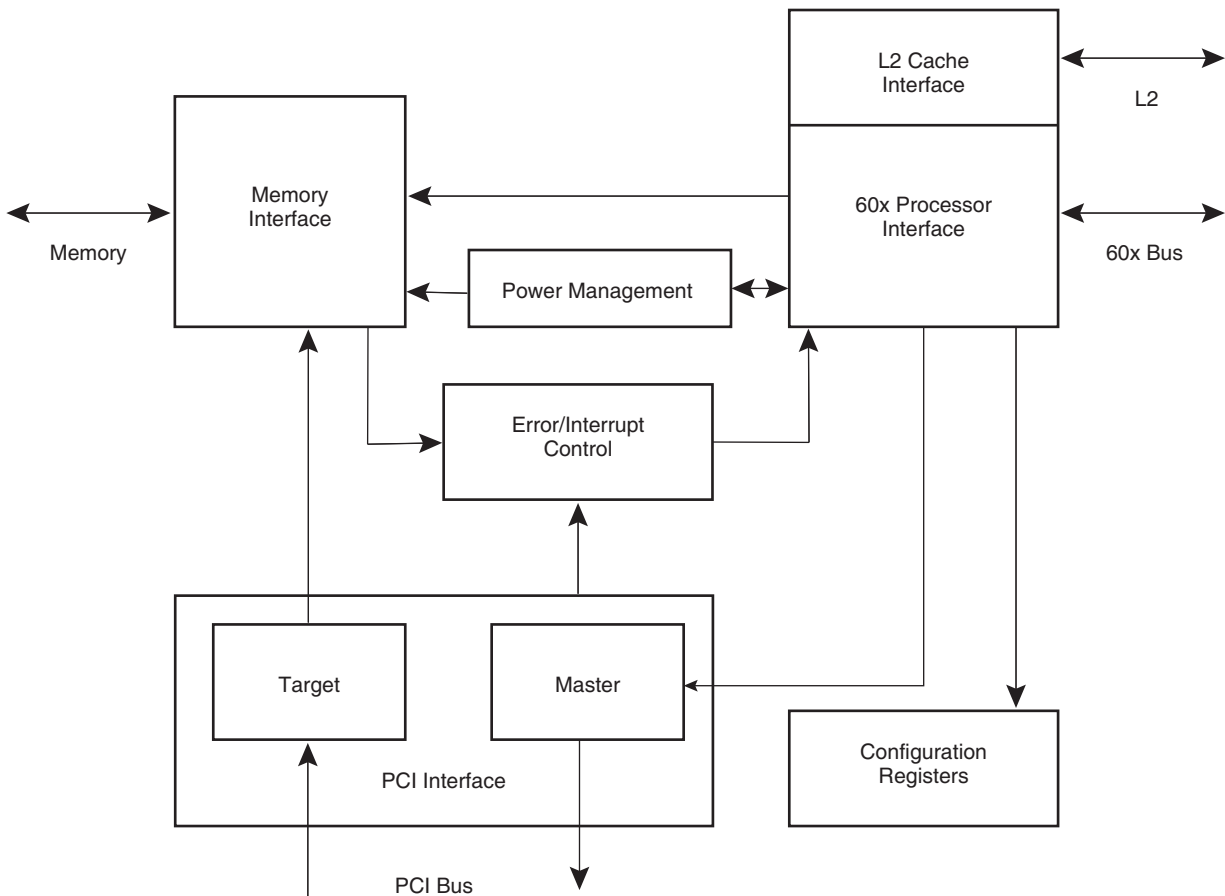 L2 Cache
Interface
L2
Memory
Interface
60x Processor
Interface
Memory
60x Bus
Power Management
Error/Interrupt
Control
Target
Master
PCI Interface
Configuration
Registers
PCI Bus